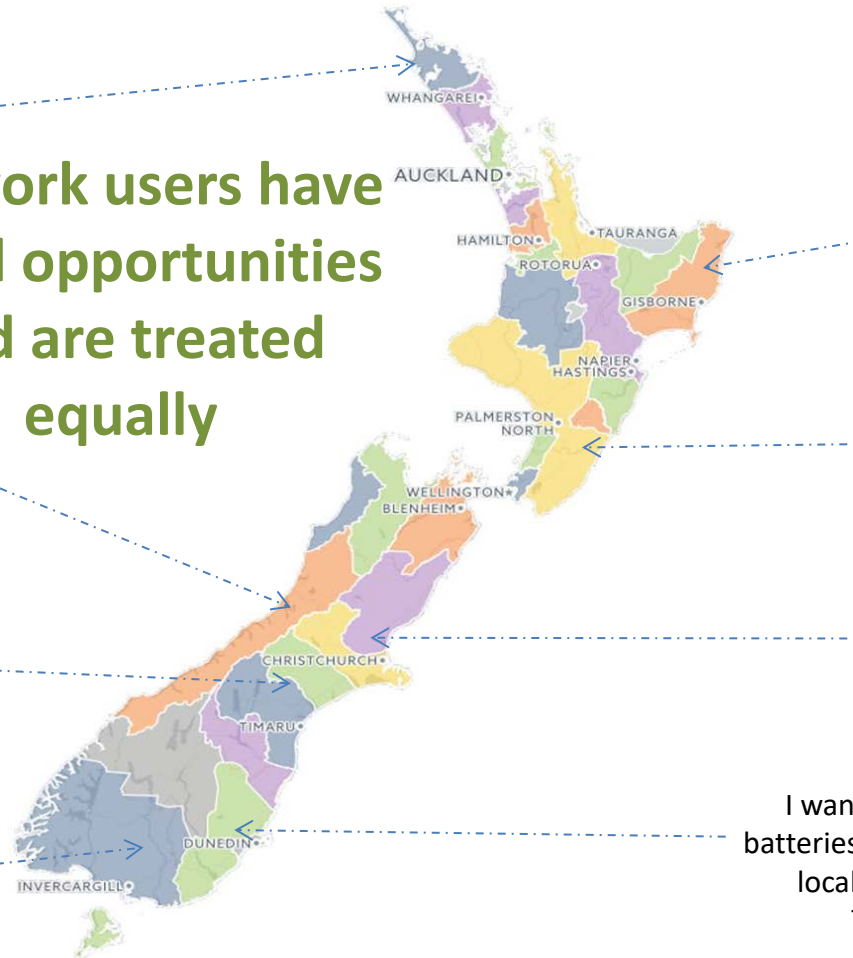 WHANGAREI
ork users have
opportunities
are treated
equally
AUCKLAND
TAURANGA
HAMILTON
ROTORUA
GISBORNE
NAPIER
HASTINGS
PALMERSTON
NORTH
WELLINGTON
BLENHEIM
CHRISTCHURCH
TIMARU
I wan
batteries
local
DUNEDIN
INVERCARGILL